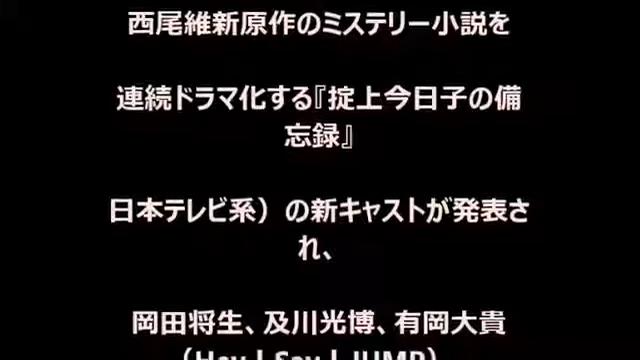 西尾維新原作のミステリー小説を
連続ドラマ化する『掟上今日子の備
忘録』
日本テレビ系）の新キャストが発表さ
れ、
岡田将生、及川光博、有岡大貴
（Hey！Say！JUMP）